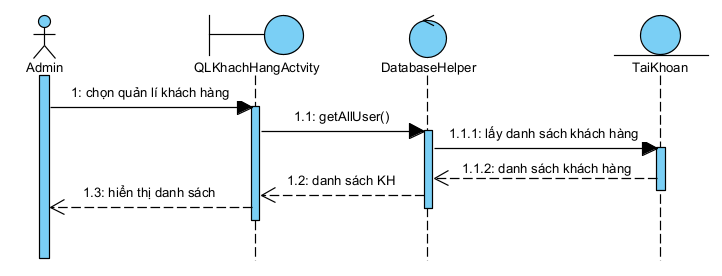 Admin
QLKhachHangActvity
DatabaseHelper
TaiKhoan
1: chọn quản lí khách hàng
1.1: getAllUser()
1.1.1: lấy danh sách khách hàng
1.1.2: danh sách khách hàng
1.2: danh sách KH
1.3: hiển thị danh sách